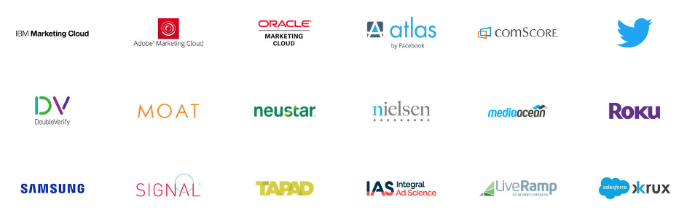 IBM Marketing Cloud
Adobe® Marketing Cloud
ORACLE®
MARKETING
CLOUD
atlas
by Facebook
comScore
DV
DoubleVerify
MOAT
neustar
nielsen
mediaocean
Roku
SAMSUNG
SIGNAL
TAPAD
IAS Integral
Ad Science
LiveRamp
salesforce
krux